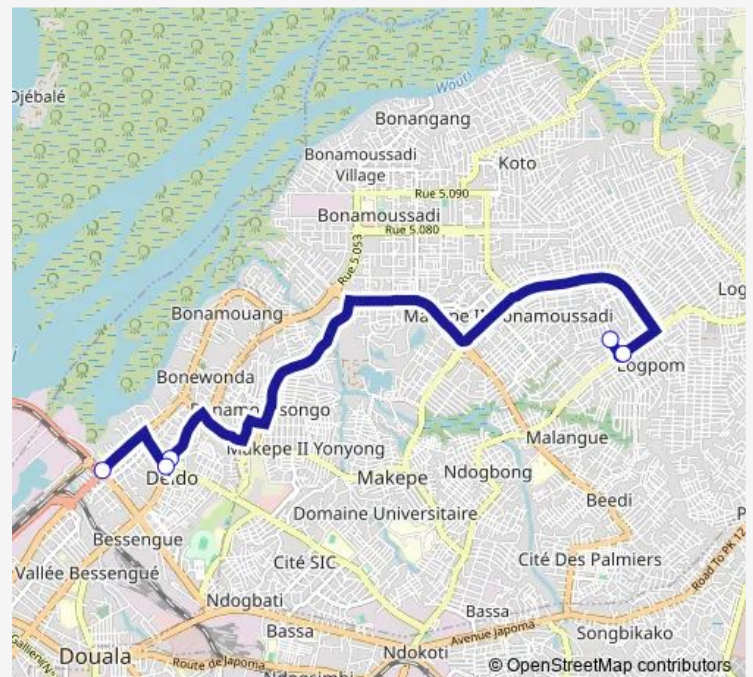 Djébalé
Wouri
Bonangang
Bonamoussadi
Village
Koto
Rue 5.090
Bonamoussadi
Rue 5.080
Rue 5.053
Log
Bonamouang
Bonamoussadi
Logpom
Bonewonda
Malangue
Makepe II Yonyong
Deido
Makepe
Ndogbong
Beedi
Domaine Universitaire
Bessengue
Cité SIC
Cité Des Palmiers
Vallée Bessengué
Road To PK 12
Ndogbati
Bassa
Bassa
Avenue Japoma
Songbikako
Douala
Route de Japoma
Ndokoti
© OpenStreetMap contributors